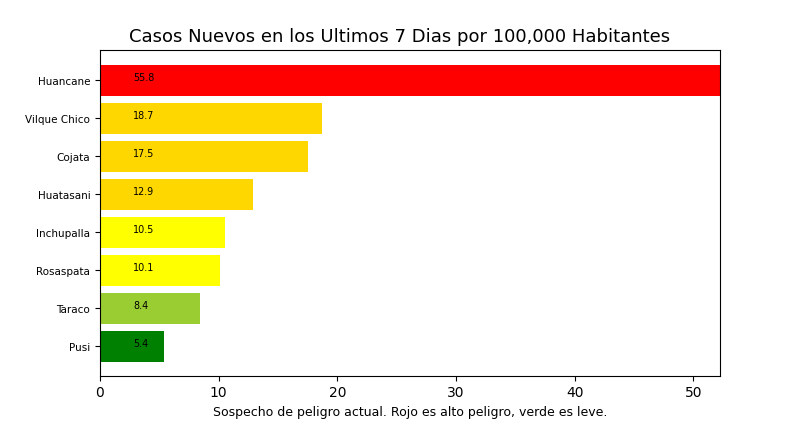 Casos Nuevos en los Ultimos 7 Dias por 100,000 Habitantes
Huancane 55.8
Vilque Chico 18.7
Cojata 17.5
Huatasani 12.9
Inchupalla 10.5
Rosaspata 10.1
Taraco 8.4
Pusi 5.4
0 10 20 30 40 50
Sospecho de peligro actual. Rojo es alto peligro, verde es leve.